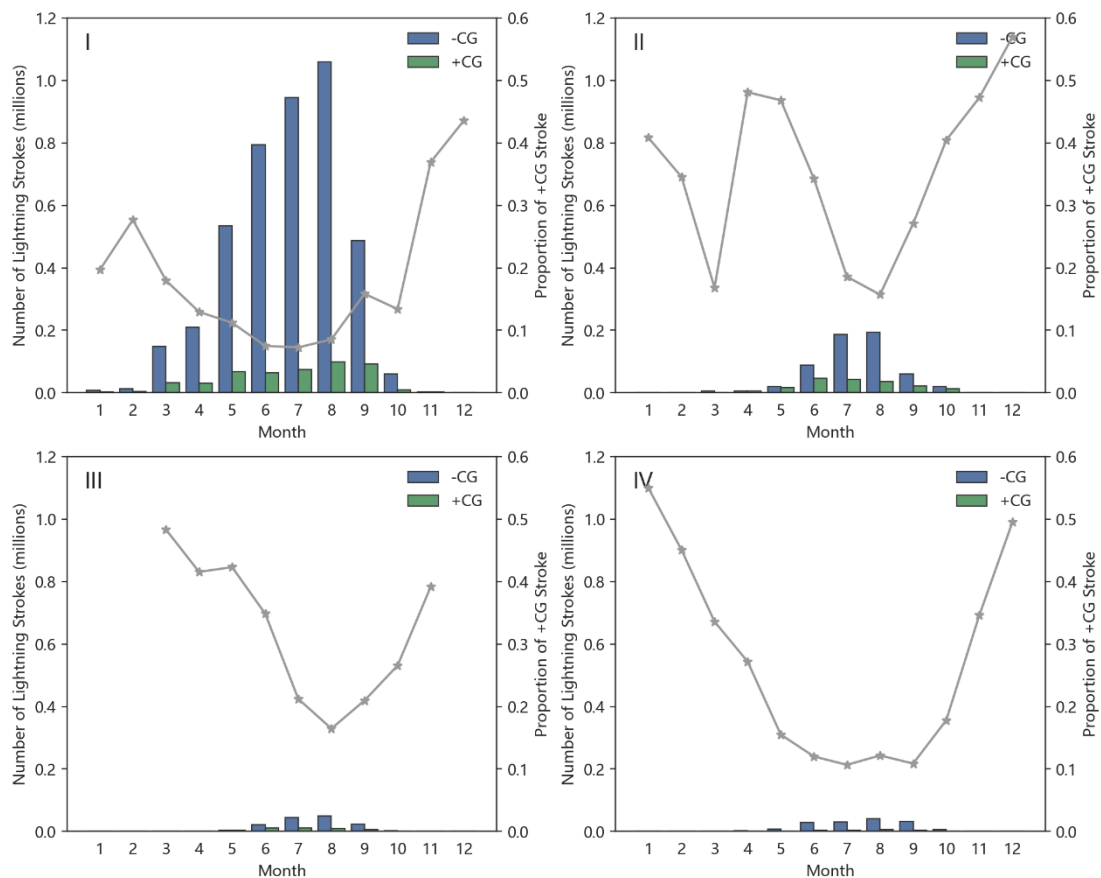 I
-CG
+CG
Number of Lightning Strokes (millions)
1.2
1.0
0.8
0.6
0.4
0.2
0.0
0.6
0.5
0.4
0.3
0.2
0.1
0.0
Proportion of +CG Stroke
1 2 3 4 5 6 7 8 9 10 11 12
Month
II
-CG
+CG
Number of Lightning Strokes (millions)
1.2
1.0
0.8
0.6
0.4
0.2
0.0
0.6
0.5
0.4
0.3
0.2
0.1
0.0
Proportion of +CG Stroke
1 2 3 4 5 6 7 8 9 10 11 12
Month
III
-CG
+CG
Number of Lightning Strokes (millions)
1.2
1.0
0.8
0.6
0.4
0.2
0.0
0.6
0.5
0.4
0.3
0.2
0.1
0.0
Proportion of +CG Stroke
1 2 3 4 5 6 7 8 9 10 11 12
Month
IV
-CG
+CG
Number of Lightning Strokes (millions)
1.2
1.0
0.8
0.6
0.4
0.2
0.0
0.6
0.5
0.4
0.3
0.2
0.1
0.0
Proportion of +CG Stroke
1 2 3 4 5 6 7 8 9 10 11 12
Month